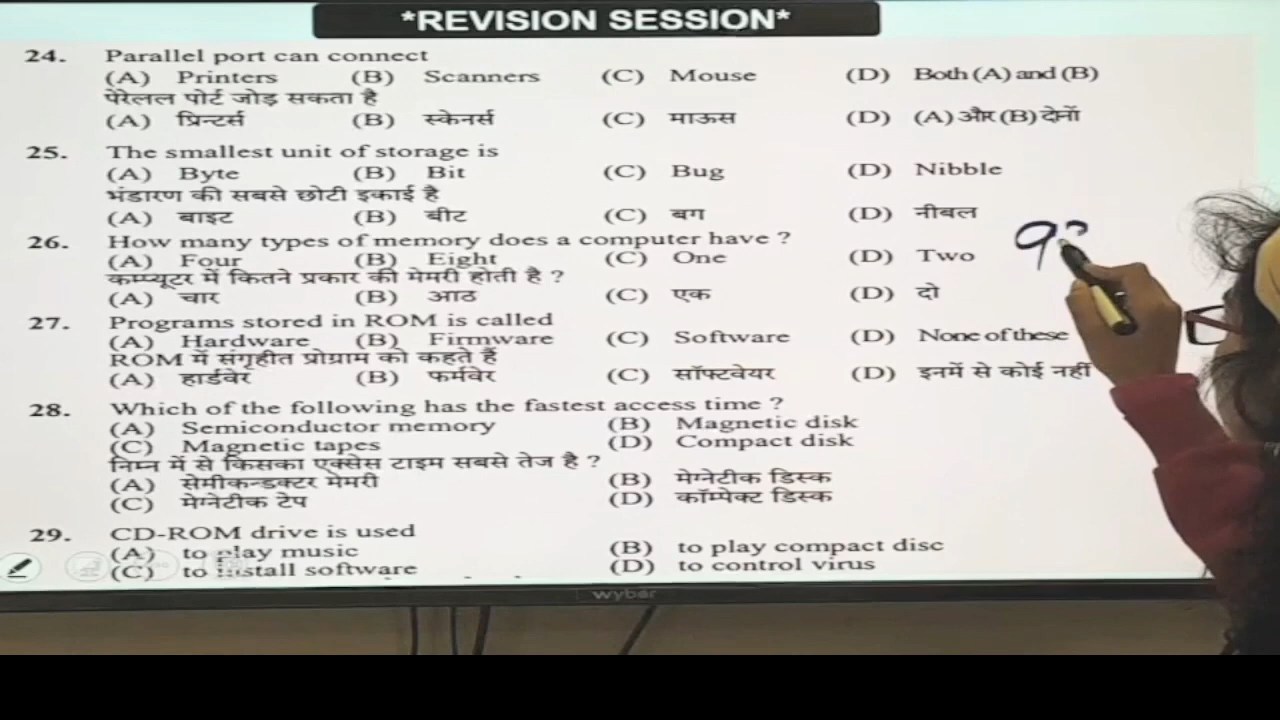 *REVISION SESSION*
24. Parallel port can connect
(A) Printers (B) Scanners (C) Mouse (D) Both (A) and (B)
पेरेलल पोर्ट जोड़ सकता है
(A) प्रिन्टर्स (B) स्केनर्स (C) माऊस (D) (A) और (B) दोनों
25. The smallest unit of storage is
(A) Byte (B) Bit (C) Bug (D) Nibble
भंडारण की सबसे छोटी इकाई है
(A) बाइट (B) बीट (C) बग (D) नीबल
26. How many types of memory does a computer have ?
(A) Four (B) Eight (C) One (D) Two
कम्प्यूटर में कितने प्रकार की मेमरी होती है ?
(A) चार (B) आठ (C) एक (D) दो
27. Programs stored in ROM is called
(A) Hardware (B) Firmware (C) Software (D) None of these
ROM में संगृहीत प्रोग्राम को कहते हैं
(A) हार्डवेर (B) फर्मवेर (C) सॉफ्टवेयर (D) इनमें से कोई नहीं
28. Which of the following has the fastest access time ?
(A) Semiconductor memory (B) Magnetic disk
(C) Magnetic tapes (D) Compact disk
निम्न में से किसका एक्सेस टाइम सबसे तेज है ?
(A) सेमीकन्डक्टर मेमरी (B) मेग्नेटीक डिस्क
(C) मेग्नेटीक टेप (D) कॉम्पेक्ट डिस्क
29. CD-ROM drive is used
(A) to play music (B) to play compact disc
(C) to install software (D) to control virus
wybor